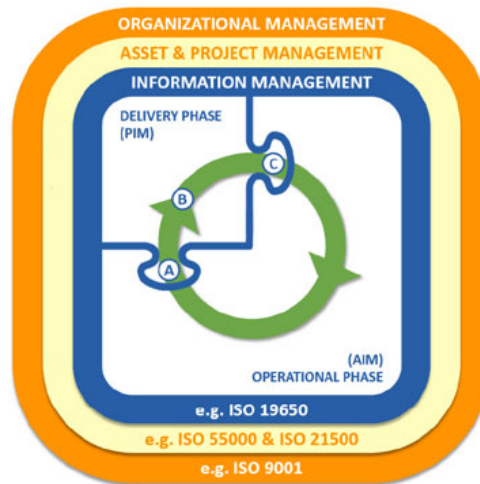 ORGANIZATIONAL MANAGEMENT
ASSET & PROJECT MANAGEMENT
INFORMATION MANAGEMENT
DELIVERY PHASE
(PIM)
C
B
A
(AIM)
OPERATIONAL PHASE
e.g. ISO 19650
e.g. ISO 55000 & ISO 21500
e.g. ISO 9001